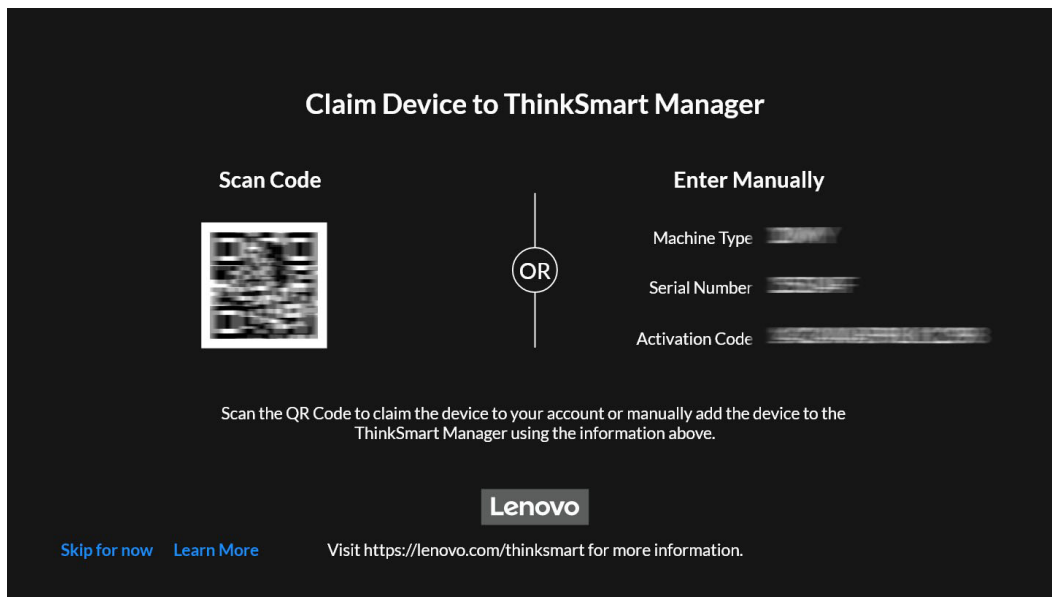 Claim Device to ThinkSmart Manager
Scan Code
OR
Enter Manually
Machine Type
Serial Number
Activation Code
Scan the QR Code to claim the device to your account or manually add the device to the
ThinkSmart Manager using the information above.
Lenovo
Skip for now
Learn More
Visit https://lenovo.com/thinksmart for more information.